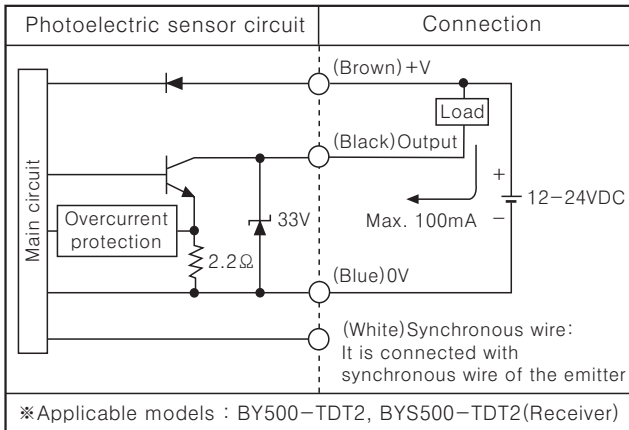 Photoelectric sensor circuit
Connection
(Brown)+V
Load
(Black)Output
Main circuit
Overcurrent
protection
33V
2.2Ω
Max. 100mA
+
−
12−24VDC
(Blue)0V
(White)Synchronous wire:
It is connected with
synchronous wire of the emitter
※Applicable models : BY500−TDT2, BYS500−TDT2(Receiver)